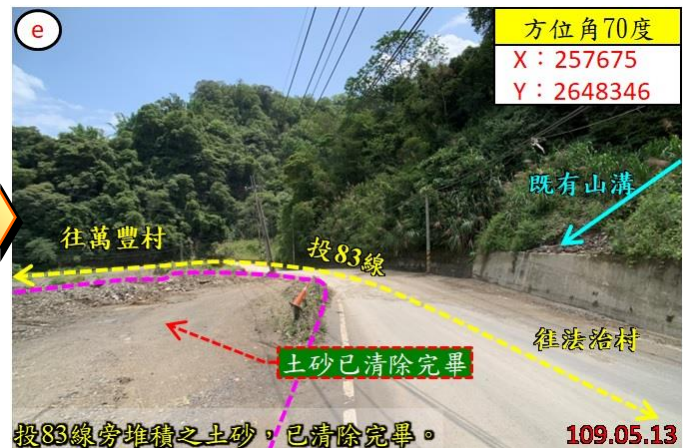 e
方位角70度
X：257675
Y：2648346
既有山溝
往萬豐村
投83線
往法治村
土砂已清除完畢
投83線旁堆積之土砂，已清除完畢。
109.05.13